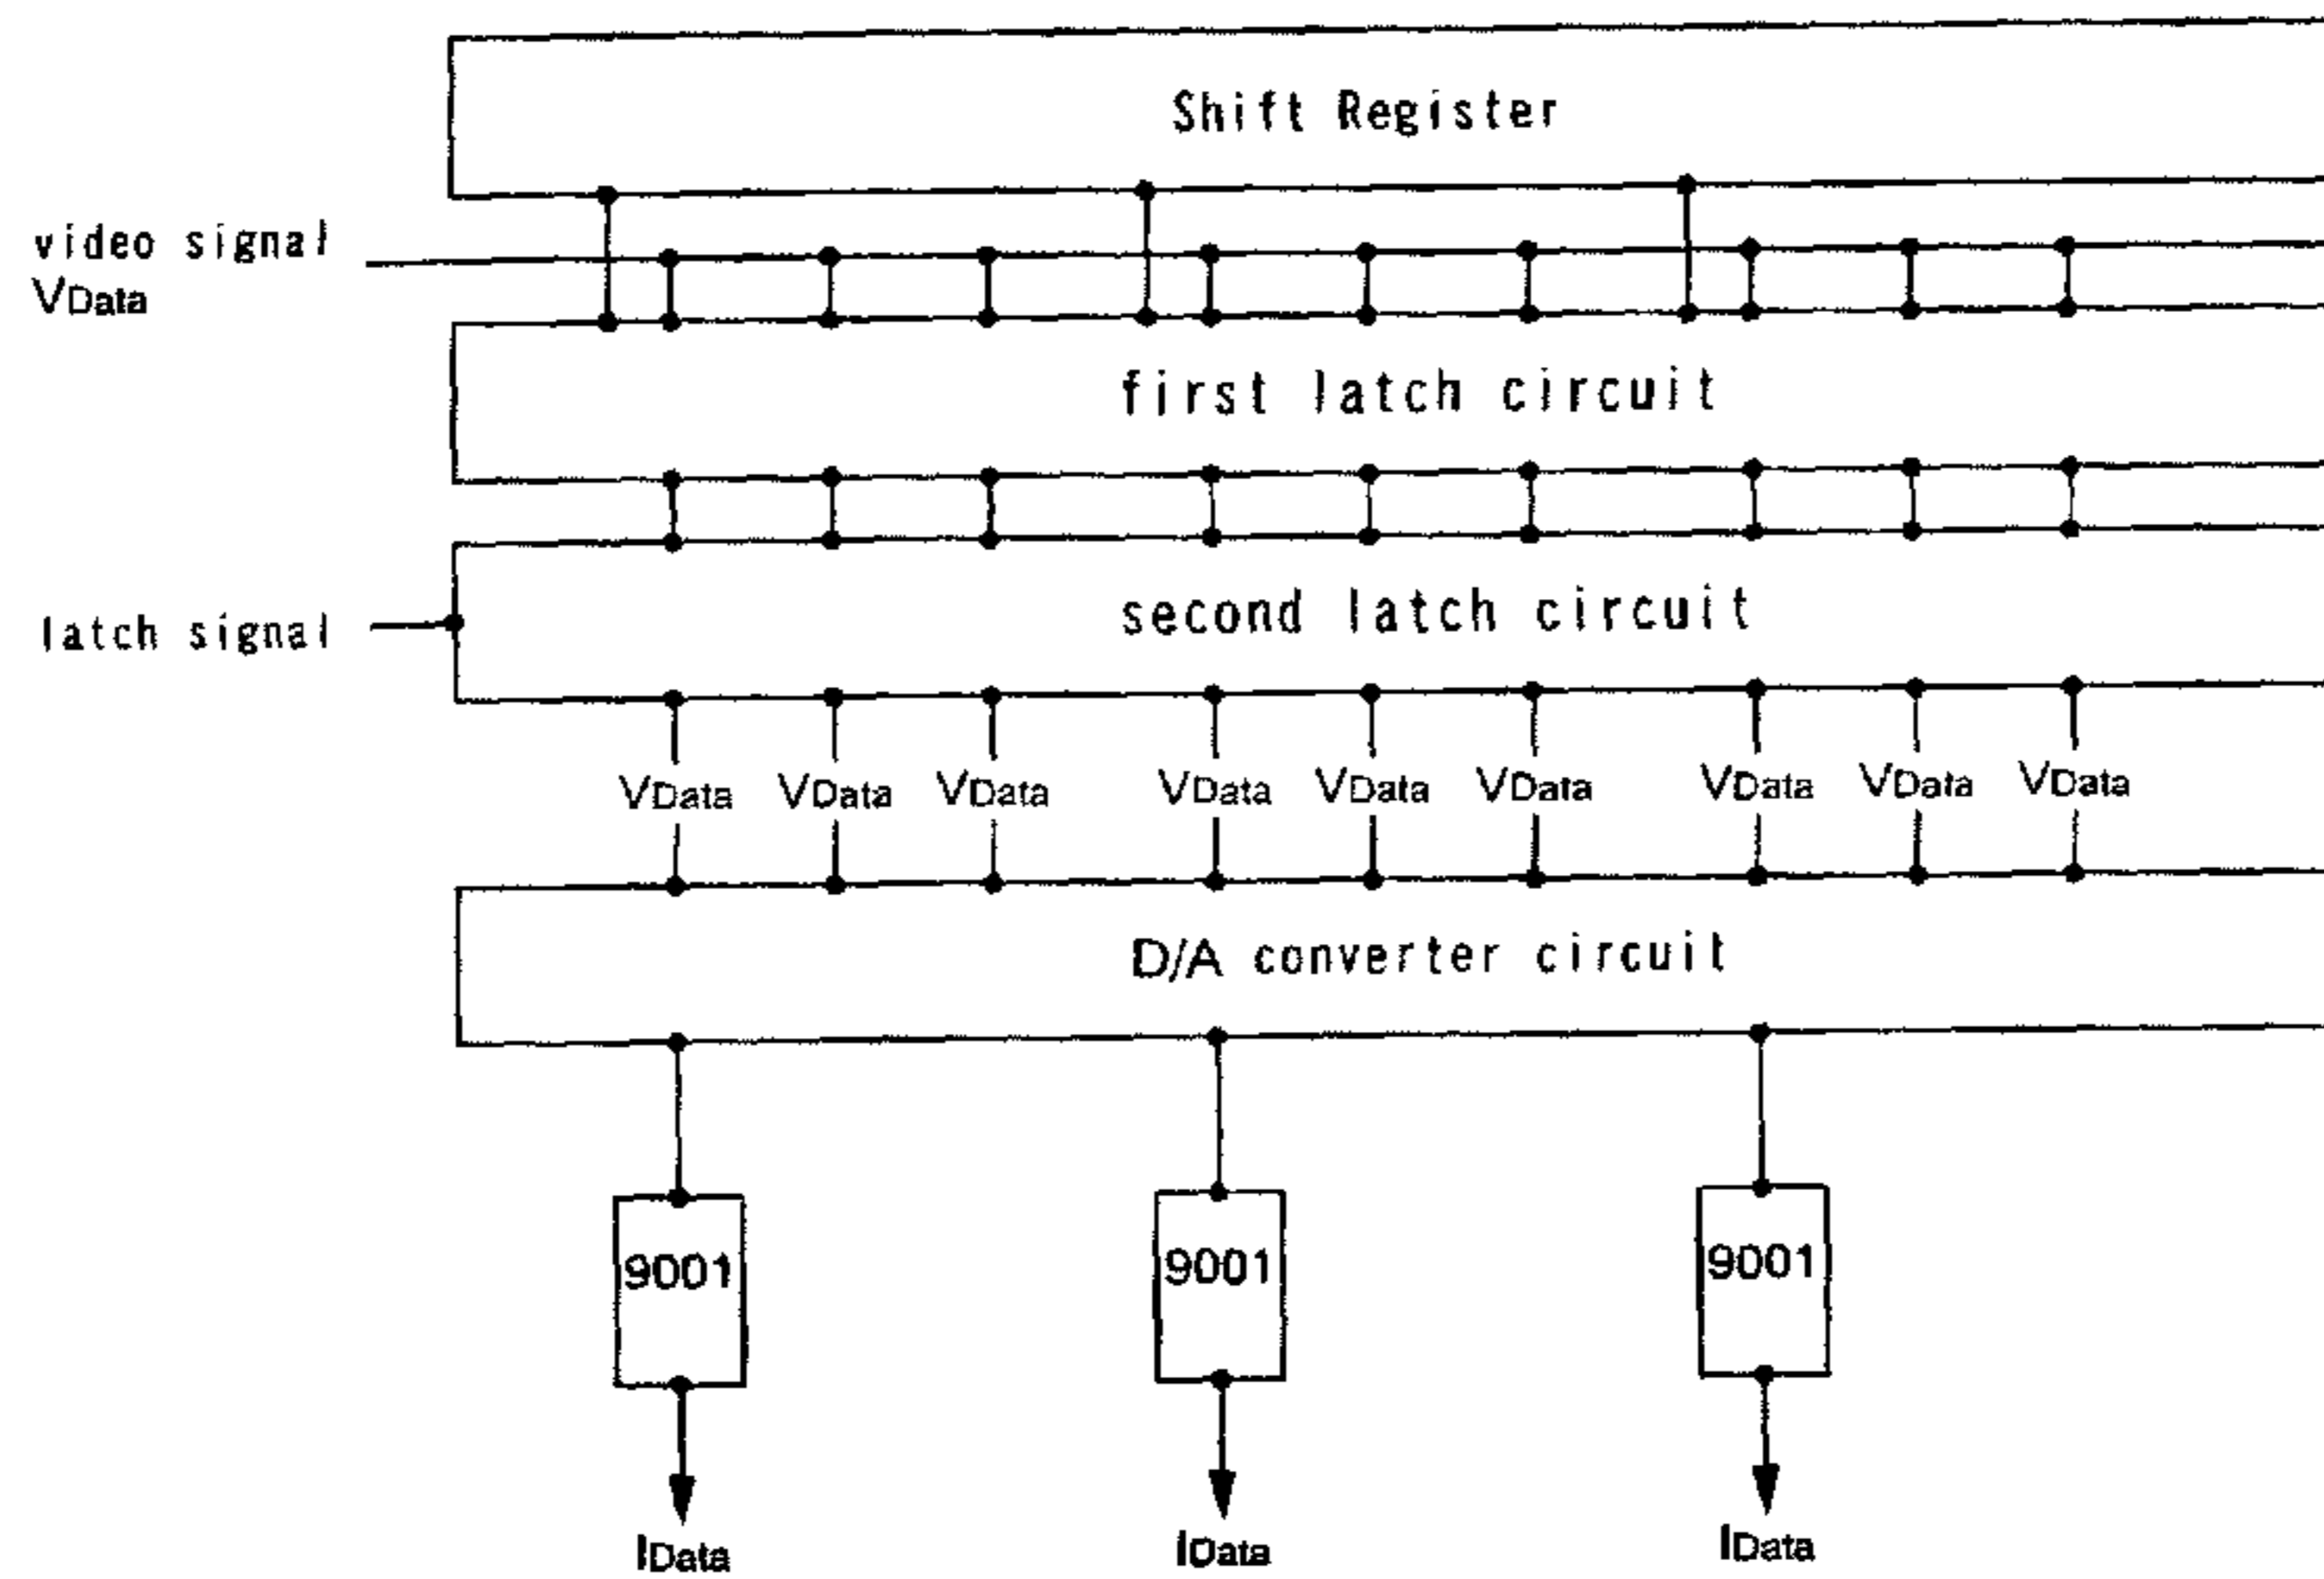 Shift Register
video signal
VData
first latch circuit
second latch circuit
latch signal
VData VData VData VData VData VData VData VData VData
D/A converter circuit
9001 9001 9001
IData IData IData